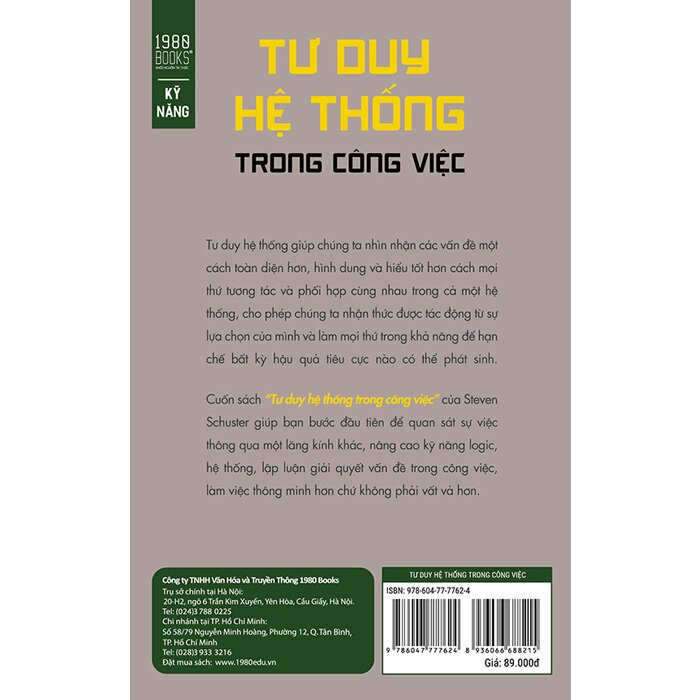 1980
BOOKS®
KHƠI NGUỒN TRI THỨC
KỸ
NĂNG
TƯ DUY
HỆ THỐNG
TRONG CÔNG VIỆC
Tư duy hệ thống giúp chúng ta nhìn nhận các vấn đề một
cách toàn diện hơn, hình dung và hiểu tốt hơn cách mọi
thứ tương tác và phối hợp cùng nhau trong cả một hệ
thống, cho phép chúng ta nhận thức được tác động từ sự
lựa chọn của mình và làm mọi thứ trong khả năng để hạn
chế bất kỳ hậu quả tiêu cực nào có thể phát sinh.
Cuốn sách "Tư duy hệ thống trong công việc" của Steven
Schuster giúp bạn bước đầu tiên để quan sát sự việc
thông qua một lăng kính khác, nâng cao kỹ năng logic,
hệ thống, lập luận giải quyết vấn đề trong công việc,
làm việc thông minh hơn chứ không phải vất vả hơn.
Công ty TNHH Văn Hóa và Truyền Thông 1980 Books
Trụ sở chính tại Hà Nội:
20-H2, ngõ 6 Trần Kim Xuyến, Yên Hòa, Cầu Giấy, Hà Nội.
Tel: (024)3 788 0225
Chi nhánh tại TP. Hồ Chí Minh:
Số 58/79 Nguyễn Minh Hoàng, Phường 12, Q.Tân Bình,
TP. Hồ Chí Minh
Tel: (028)3 933 3216
Đặt mua sách: www.1980edu.vn
TƯ DUY HỆ THỐNG TRONG CÔNG VIỆC
ISBN: 978-604-77-7762-4
9 786047 777624
8 936066 688215
Giá: 89.000đ